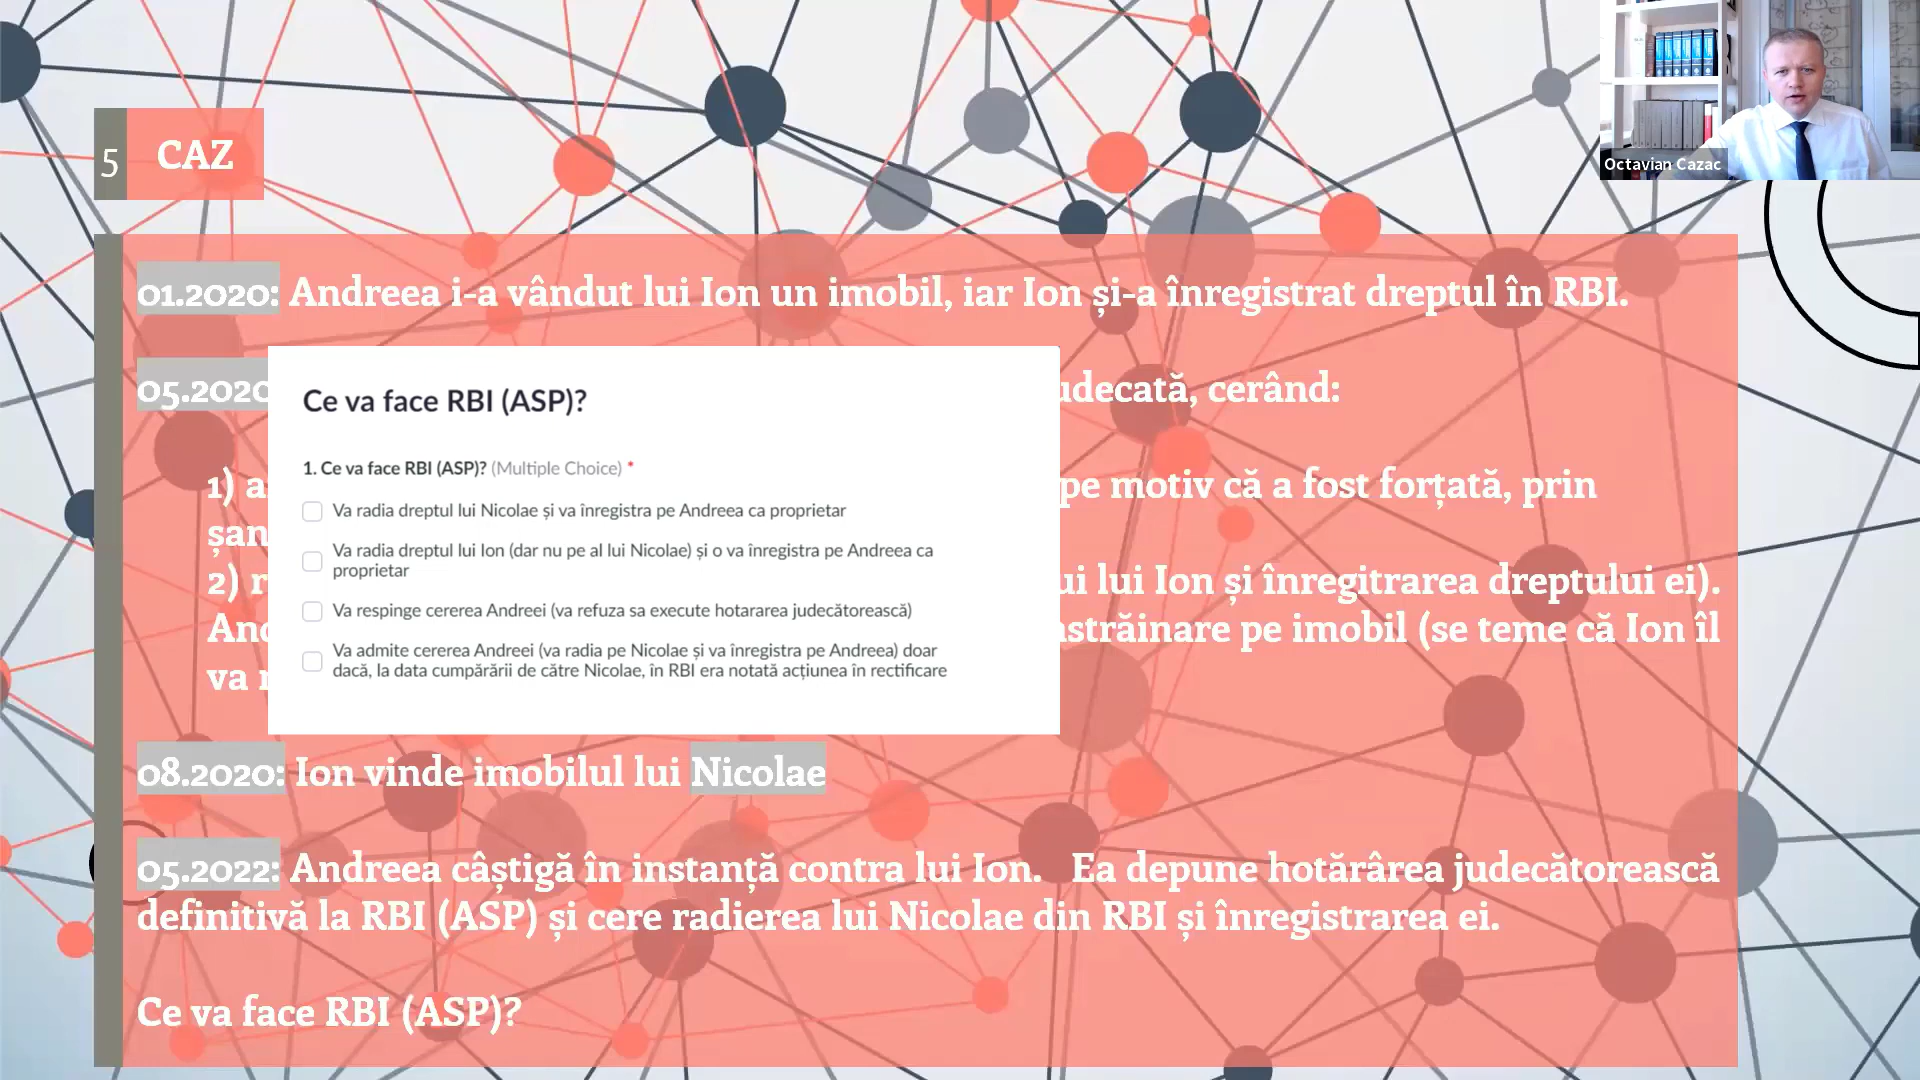 Octavian Cazac
5 CAZ
01.2020: Andreea i-a vândut lui Ion un imobil, iar Ion și-a înregistrat dreptul în RBI.
05.2020 judecată, cerând:
1) pe motiv că a fost forțată, prin
2) lui Ion și înregitrarea dreptului ei).
pe imobil (se teme că Ion îl
va
Ce va face RBI (ASP)?
1. Ce va face RBI (ASP)? (Multiple Choice) *
Va radia dreptul lui Nicolae și va înregistra pe Andreea ca proprietar
Va radia dreptul lui Ion (dar nu pe al lui Nicolae) și o va înregistra pe Andreea ca
proprietar
Va respinge cererea Andreei (va refuza sa execute hotararea judecătorească)
Va admite cererea Andreei (va radia pe Nicolae și va înregistra pe Andreea) doar
dacă, la data cumpărării de către Nicolae, în RBI era notată acțiunea în rectificare
08.2020: Ion vinde imobilul lui Nicolae
05.2022: Andreea câștigă în instanță contra lui Ion. Ea depune hotărârea judecătorească
definitivă la RBI (ASP) și cere radierea lui Nicolae din RBI și înregistrarea ei.
Ce va face RBI (ASP)?